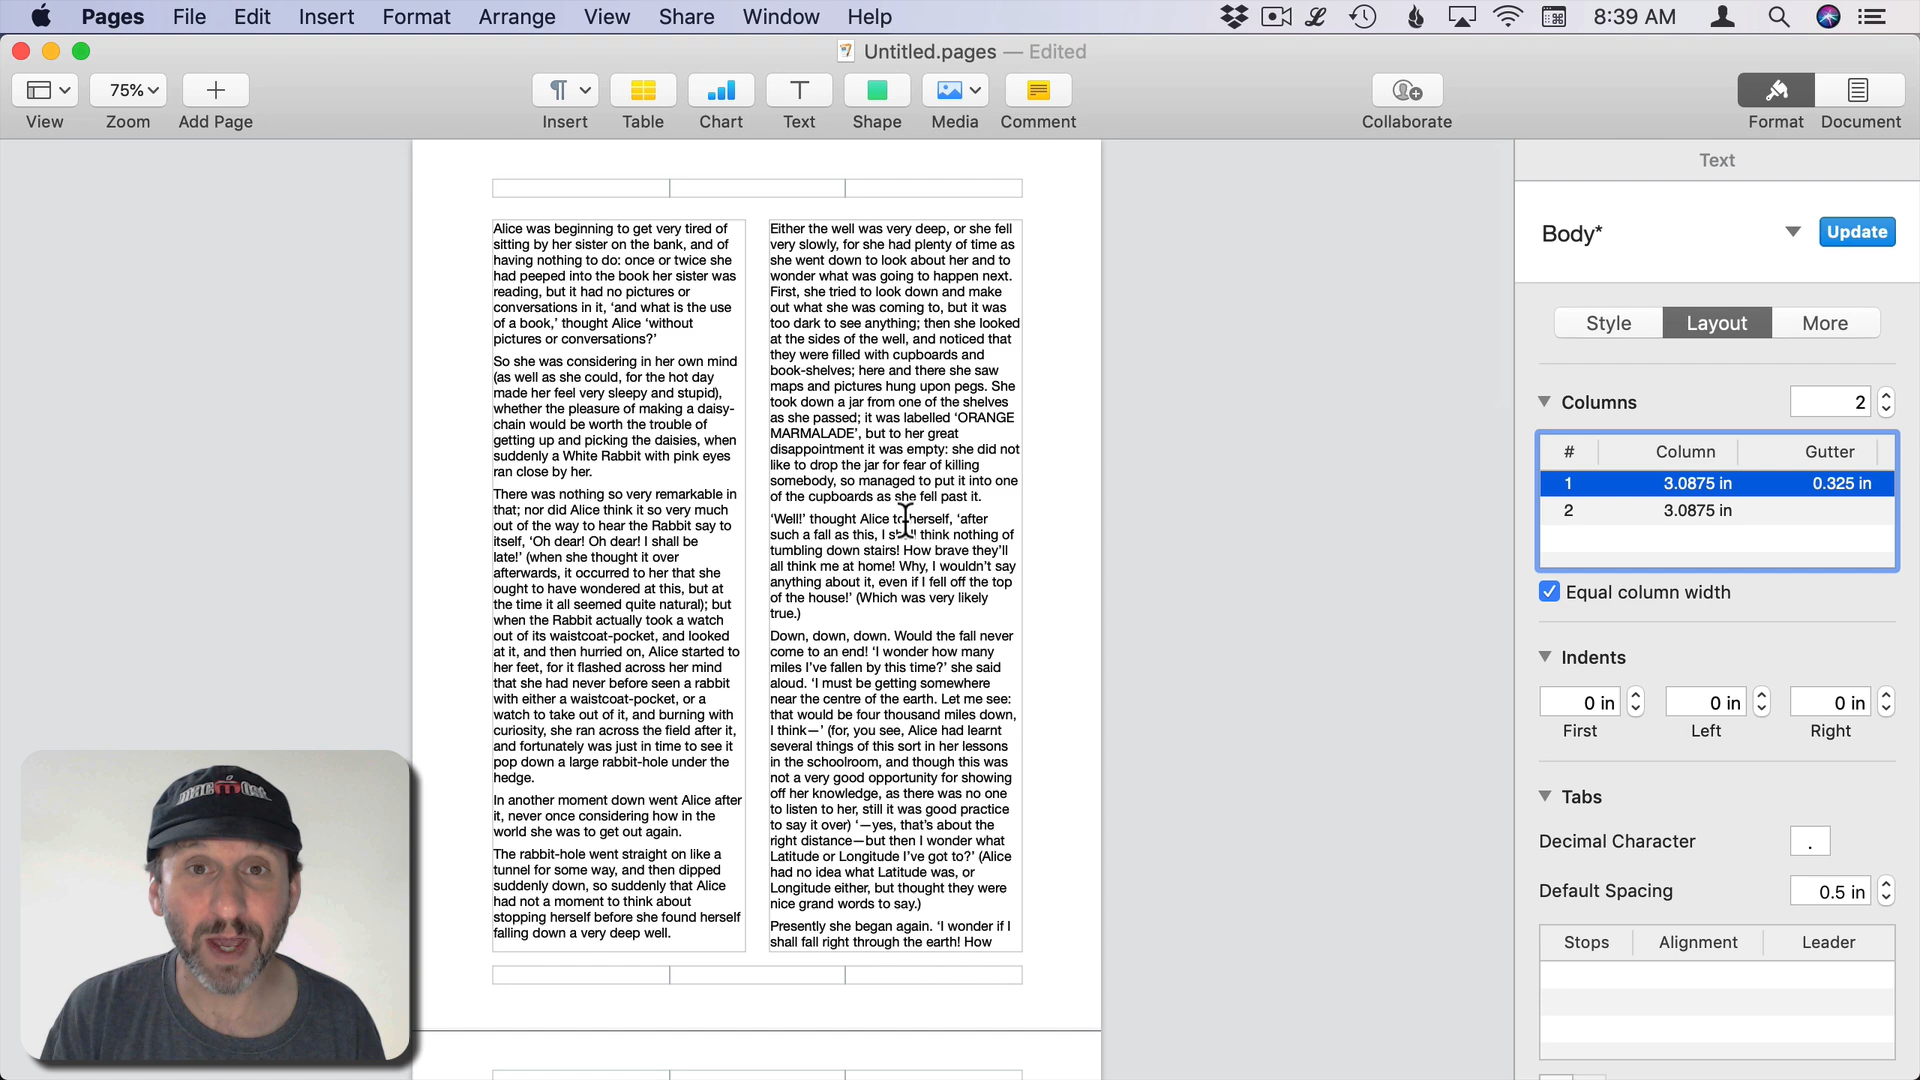 Pages File Edit Insert Format Arrange View Share Window Help 8:39 AM
Untitled.pages — Edited
75%
View Zoom Add Page Insert Table Chart Text Shape Media Comment Collaborate Format Document
Alice was beginning to get very tired of
sitting by her sister on the bank, and of
having nothing to do: once or twice she
had peeped into the book her sister was
reading, but it had no pictures or
conversations in it, ‘and what is the use
of a book,’ thought Alice ‘without
pictures or conversations?’
So she was considering in her own mind
(as well as she could, for the hot day
made her feel very sleepy and stupid),
whether the pleasure of making a daisy-
chain would be worth the trouble of
getting up and picking the daisies, when
suddenly a White Rabbit with pink eyes
ran close by her.
There was nothing so very remarkable in
that; nor did Alice think it so very much
out of the way to hear the Rabbit say to
itself, ‘Oh dear! Oh dear! I shall be
late!’ (when she thought it over
afterwards, it occurred to her that she
ought to have wondered at this, but at
the time it all seemed quite natural); but
when the Rabbit actually took a watch
out of its waistcoat-pocket, and looked
at it, and then hurried on, Alice started to
her feet, for it flashed across her mind
that she had never before seen a rabbit
with either a waistcoat-pocket, or a
watch to take out of it, and burning with
curiosity, she ran across the field after it,
and fortunately was just in time to see it
pop down a large rabbit-hole under the
hedge.
In another moment down went Alice after
it, never once considering how in the
world she was to get out again.
The rabbit-hole went straight on like a
tunnel for some way, and then dipped
suddenly down, so suddenly that Alice
had not a moment to think about
stopping herself before she found herself
falling down a very deep well.
Either the well was very deep, or she fell
very slowly, for she had plenty of time as
she went down to look about her and to
wonder what was going to happen next.
First, she tried to look down and make
out what she was coming to, but it was
too dark to see anything; then she looked
at the sides of the well, and noticed that
they were filled with cupboards and
book-shelves; here and there she saw
maps and pictures hung upon pegs. She
took down a jar from one of the shelves
as she passed; it was labelled ‘ORANGE
MARMALADE’, but to her great
disappointment it was empty: she did not
like to drop the jar for fear of killing
somebody, so managed to put it into one
of the cupboards as she fell past it.
‘Well!’ thought Alice to herself, ‘after
such a fall as this, I shall think nothing of
tumbling down stairs! How brave they’ll
all think me at home! Why, I wouldn’t say
anything about it, even if I fell off the top
of the house!’ (Which was very likely
true.)
Down, down, down. Would the fall never
come to an end! ‘I wonder how many
miles I’ve fallen by this time?’ she said
aloud. ‘I must be getting somewhere
near the centre of the earth. Let me see:
that would be four thousand miles down,
I think—’ (for, you see, Alice had learnt
several things of this sort in her lessons
in the schoolroom, and though this was
not a very good opportunity for showing
off her knowledge, as there was no one
to listen to her, still it was good practice
to say it over) ‘—yes, that’s about the
right distance—but then I wonder what
Latitude or Longitude I’ve got to?’ (Alice
had no idea what Latitude was, or
Longitude either, but thought they were
nice grand words to say.)
Presently she began again. ‘I wonder if I
shall fall right through the earth! How
Text
Body* Update
Style Layout More
Columns 2
# Column Gutter
1 3.0875 in 0.325 in
2 3.0875 in
Equal column width
Indents
0 in 0 in 0 in
First Left Right
Tabs
Decimal Character .
Default Spacing 0.5 in
Stops Alignment Leader